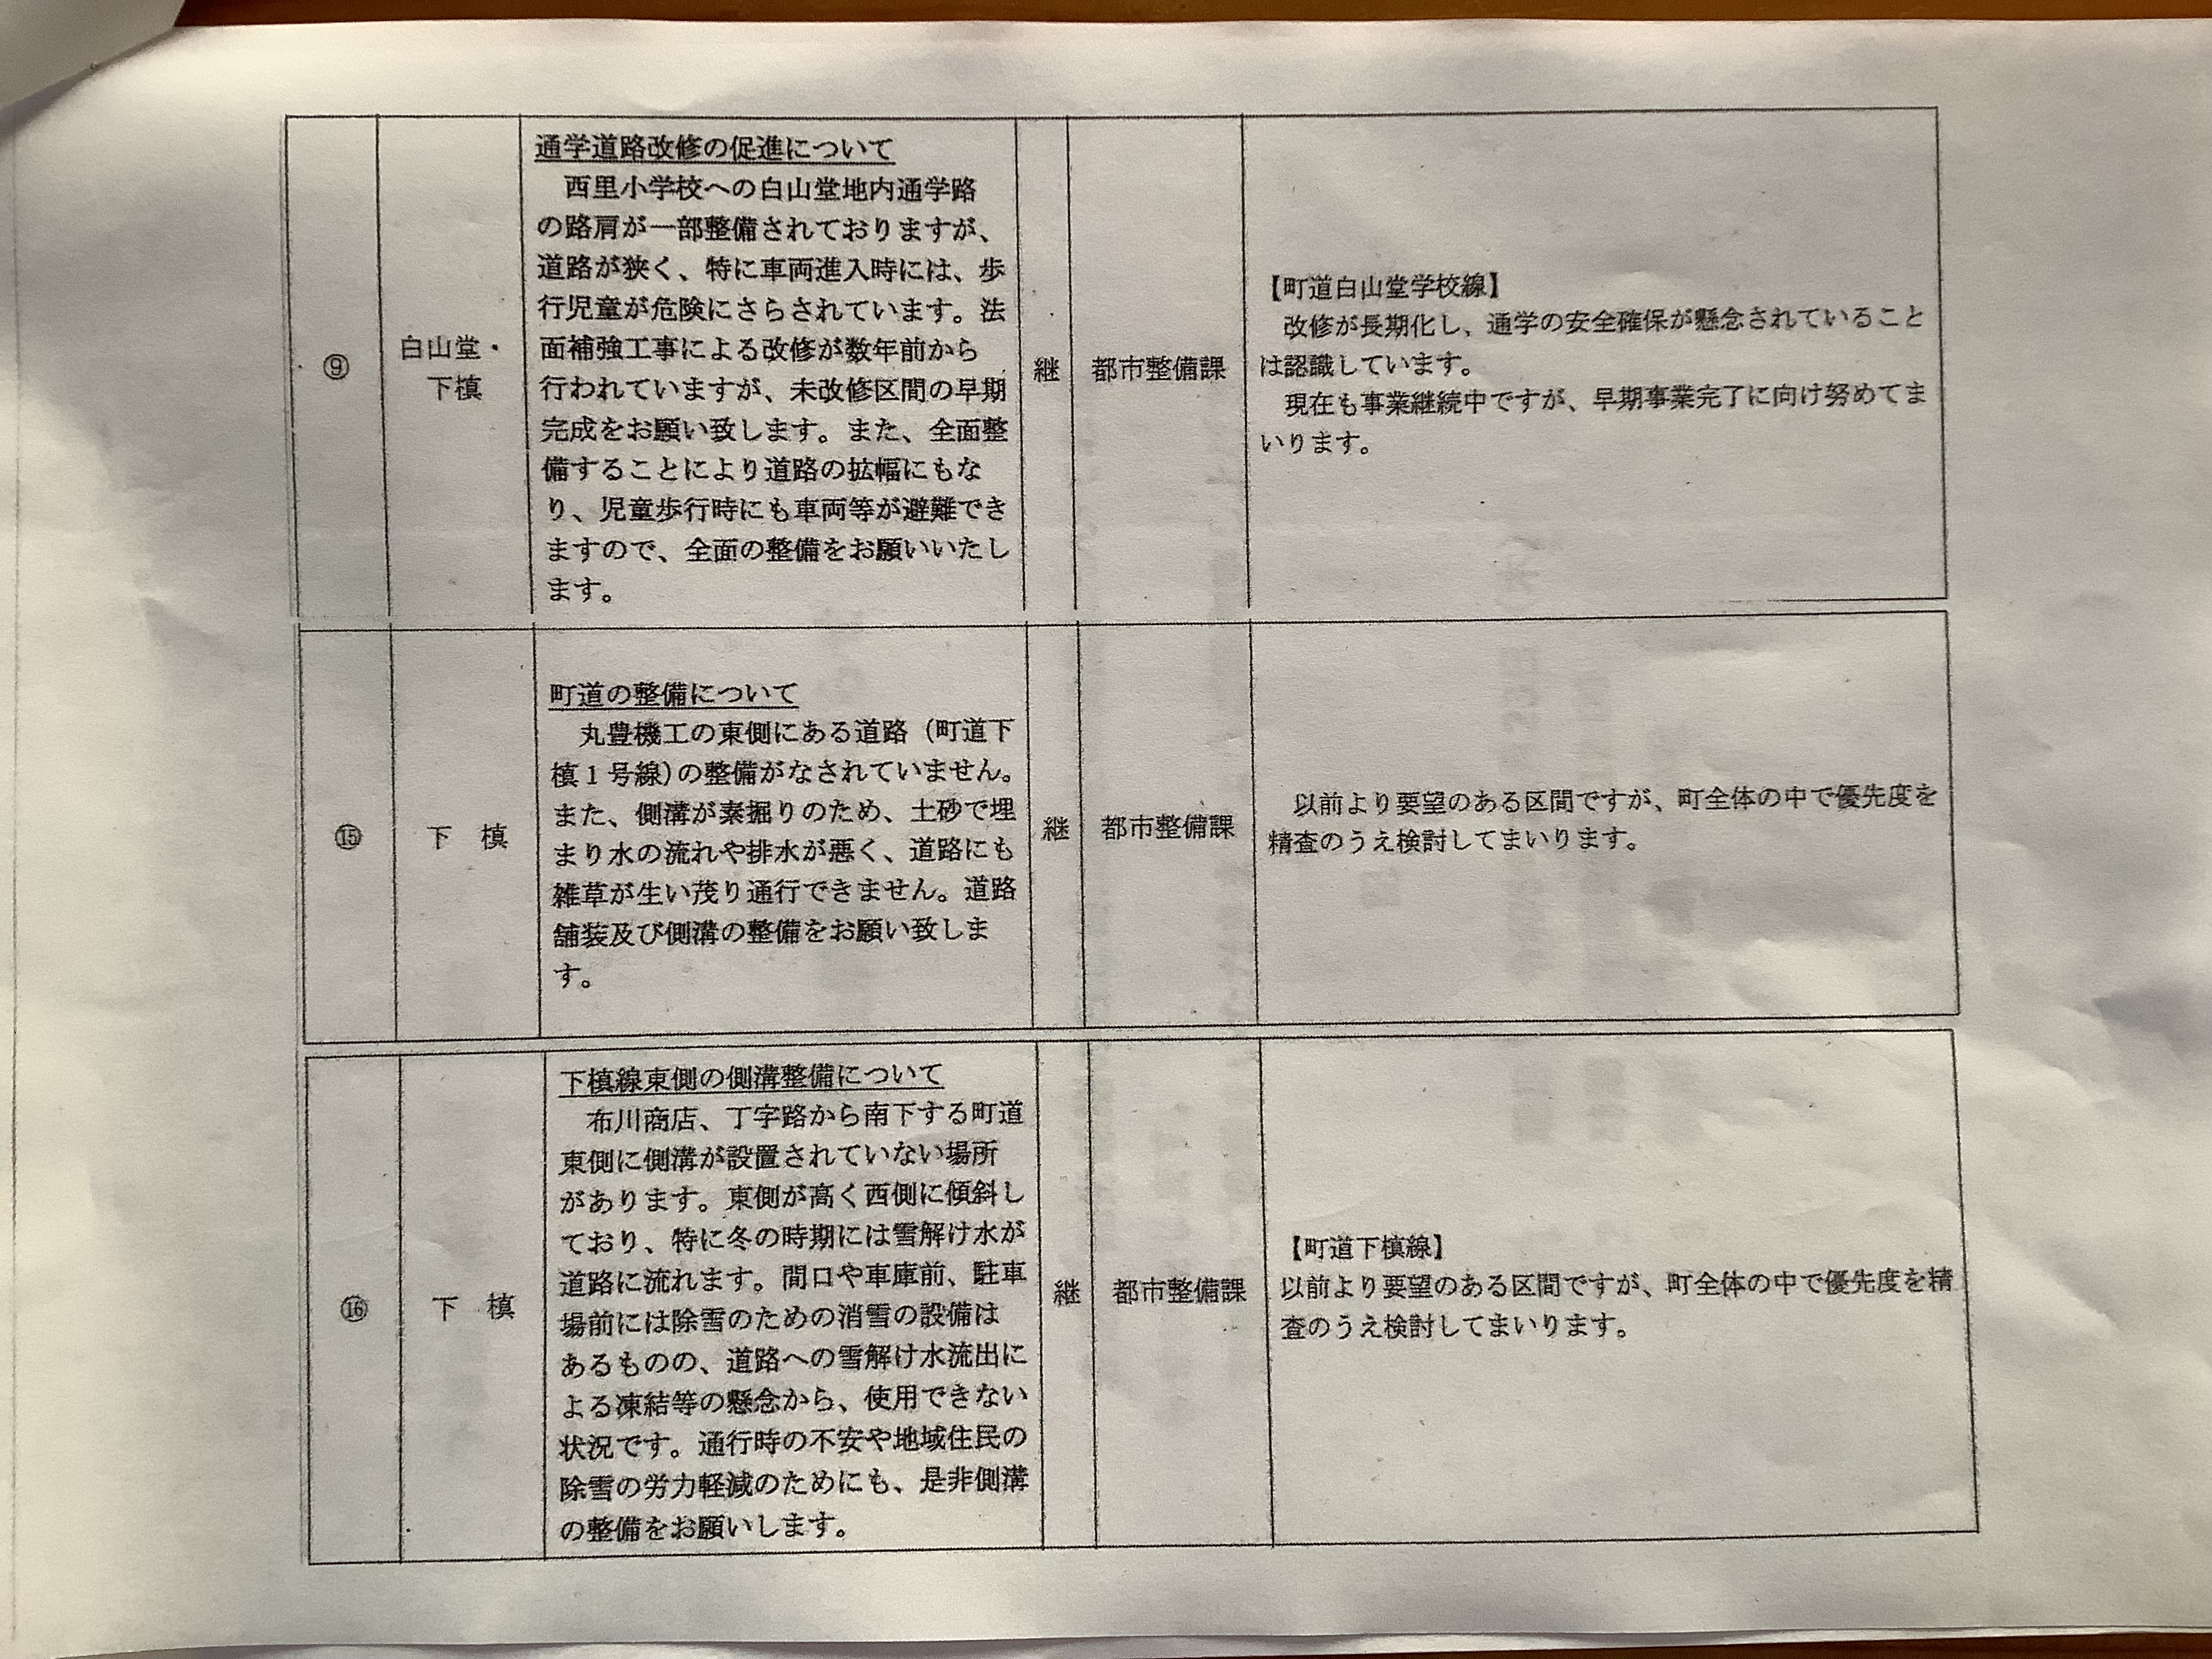 ⑨
白山堂・
下槙
通学道路改修の促進について
西里小学校への白山堂地内通学路
の路肩が一部整備されておりますが、
道路が狭く、特に車両進入時には、歩
行児童が危険にさらされています。法
面補強工事による改修が数年前から
行われていますが、未改修区間の早期
完成をお願い致します。また、全面整
備することにより道路の拡幅にもな
り、児童歩行時にも車両等が避難でき
ますので、全面の整備をお願いいたし
ます。
継
都市整備課
【町道白山堂学校線】
改修が長期化し、通学の安全確保が懸念されていること
は認識しています。
現在も事業継続中ですが、早期事業完了に向け努めてま
いります。
⑮
下 槙
町道の整備について
丸豊機工の東側にある道路（町道下
槙１号線）の整備がなされていません。
また、側溝が素掘りのため、土砂で埋
まり水の流れや排水が悪く、道路にも
雑草が生い茂り通行できません。道路
舗装及び側溝の整備をお願い致しま
す。
継
都市整備課
以前より要望のある区間ですが、町全体の中で優先度を
精査のうえ検討してまいります。
⑯
下 槙
下槙線東側の側溝整備について
布川商店、丁字路から南下する町道
東側に側溝が設置されていない場所
があります。東側が高く西側に傾斜し
ており、特に冬の時期には雪解け水が
道路に流れます。間口や車庫前、駐車
場前には除雪のための消雪の設備は
あるものの、道路への雪解け水流出に
よる凍結等の懸念から、使用できない
状況です。通行時の不安や地域住民の
除雪の労力軽減のためにも、是非側溝
の整備をお願いします。
継
都市整備課
【町道下槙線】
以前より要望のある区間ですが、町全体の中で優先度を精
査のうえ検討してまいります。